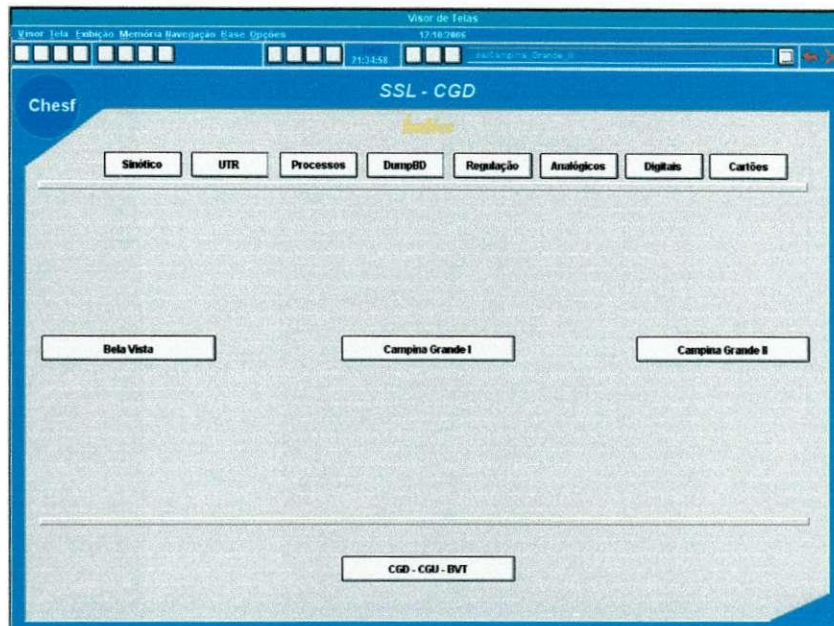 Visor de Telas
Visor Tela Exibição Memória Navegação Base Opções 17/10/2005
21:34:58
Chesf
SSL - CGD
Índice
Sinótico UTR Processos DumpBD Regulação Analógicos Digitais Cartões
Bela Vista Campina Grande I Campina Grande II
CGD - CGU - BVT